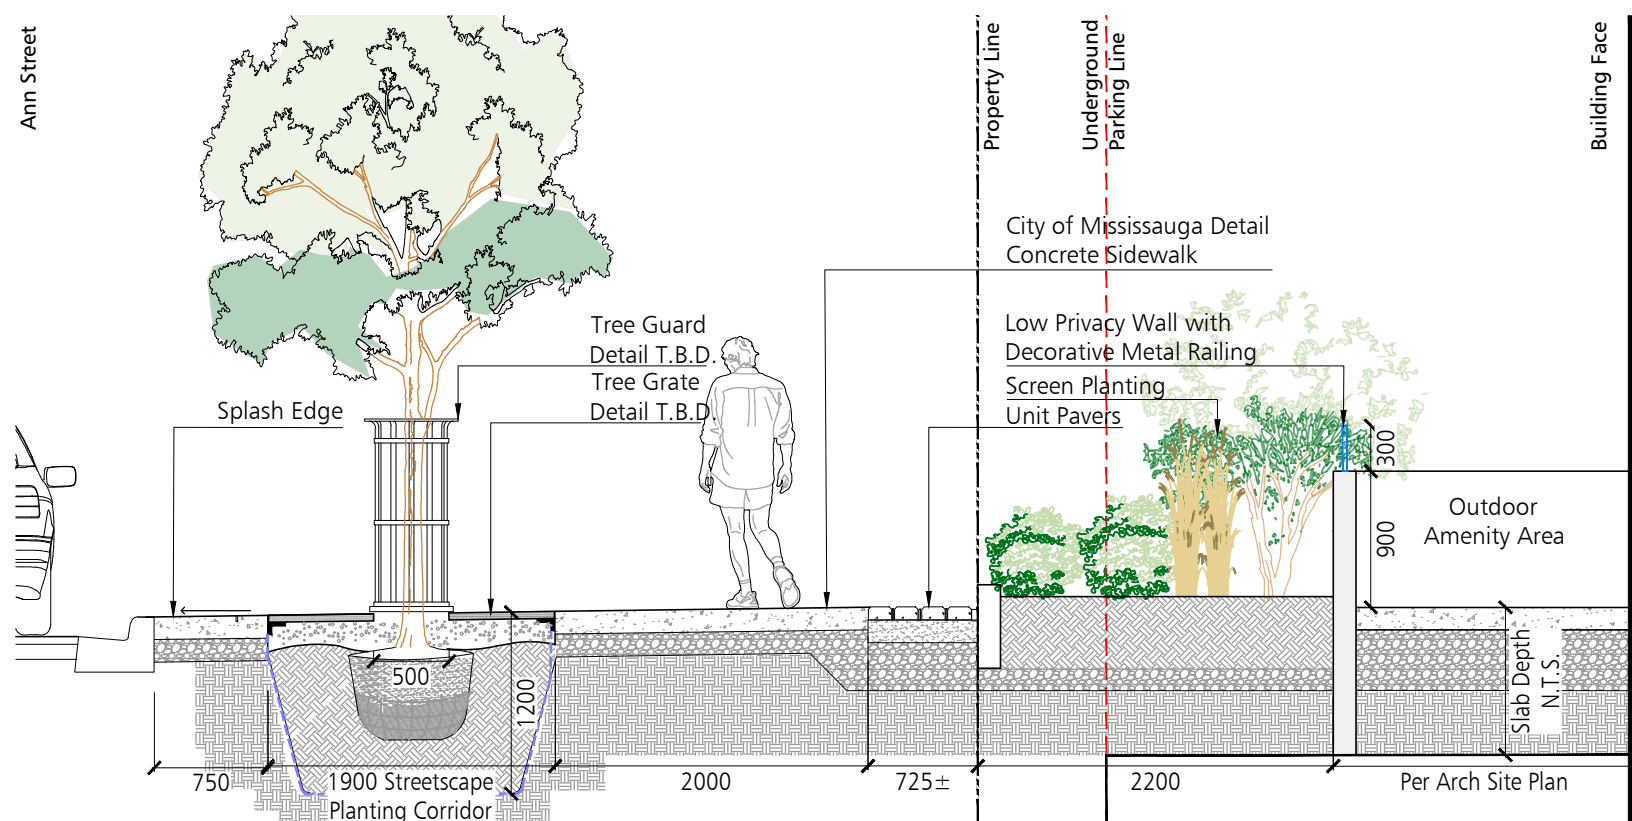 Ann Street
Property Line
Underground
Parking Line
Building Face
City of Mississauga Detail
Concrete Sidewalk
Tree Guard
Detail T.B.D.
Tree Grate
Detail T.B.D.
Splash Edge
Low Privacy Wall with
Decorative Metal Railing
Screen Planting
Unit Pavers
300
900
Outdoor
Amenity Area
500
1200
Slab Depth
N.T.S.
750
1900 Streetscape
Planting Corridor
2000
725±
2200
Per Arch Site Plan